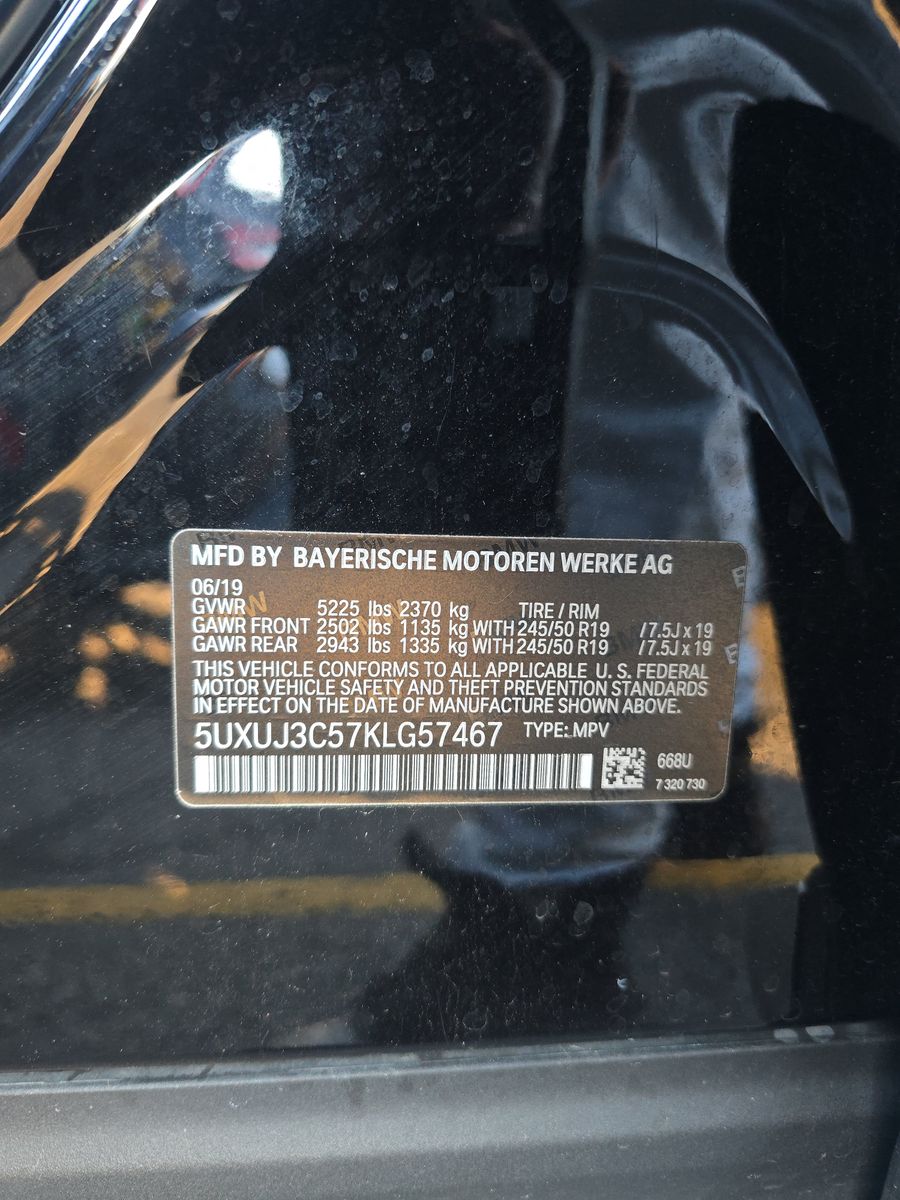 MFD BY BAYERISCHE MOTOREN WERKE AG
06/19
GVWR 5225 lbs 2370 kg TIRE / RIM
GAWR FRONT 2502 lbs 1135 kg WITH 245/50 R19 /7.5J x 19
GAWR REAR 2943 lbs 1335 kg WITH 245/50 R19 /7.5J x 19
THIS VEHICLE CONFORMS TO ALL APPLICABLE U. S. FEDERAL
MOTOR VEHICLE SAFETY AND THEFT PREVENTION STANDARDS
IN EFFECT ON THE DATE OF MANUFACTURE SHOWN ABOVE.
5UXUJ3C57KLG57467 TYPE: MPV
668U
7 320 730